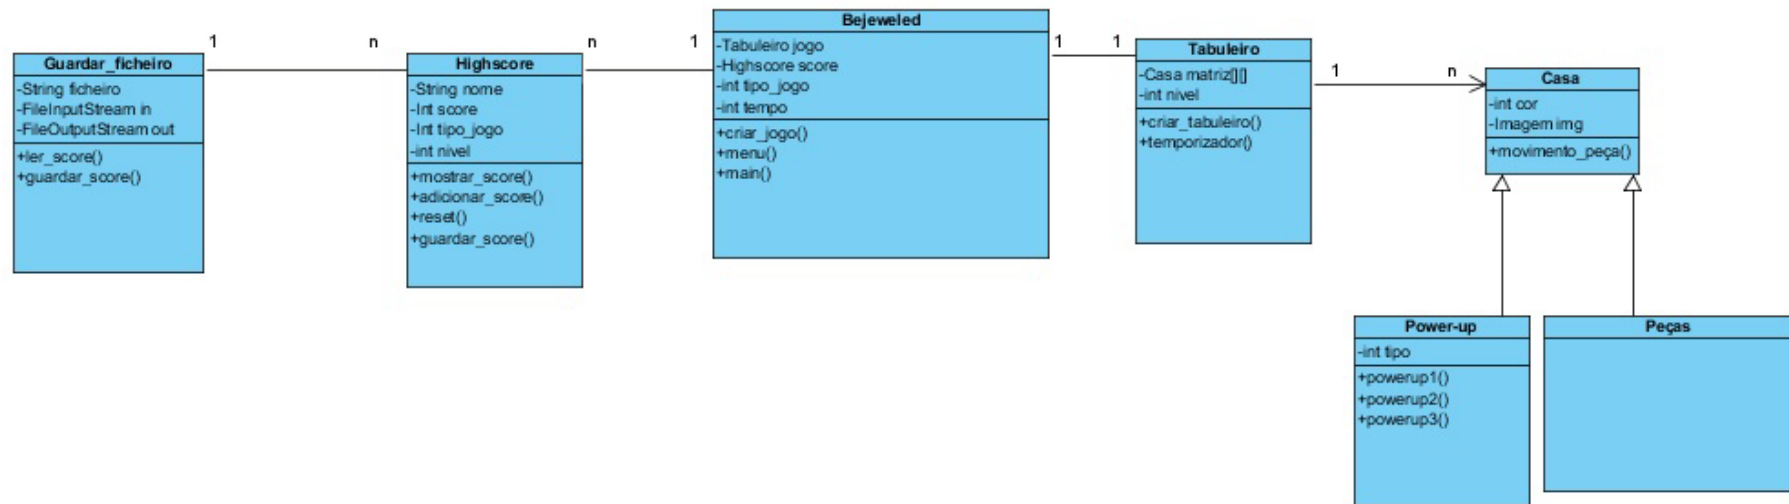 Guardar_ficheiro
-String ficheiro
-FileInputStream in
-FileOutputStream out
+ler_score()
+guardar_score()
1
n
Highscore
-String nome
-Int score
-Int tipo_jogo
-int nivel
+mostrar_score()
+adicionar_score()
+reset()
+guardar_score()
n
1
Bejeweled
-Tabuleiro jogo
-Highscore score
-int tipo_jogo
-int tempo
+criar_jogo()
+menu()
+main()
1
1
Tabuleiro
-Casa matriz[][]
-int nivel
+criar_tabuleiro()
+temporizador()
1
n
Casa
-int cor
-Imagem img
+movimento_peça()
Power-up
-int tipo
+powerup1()
+powerup2()
+powerup3()
Peças